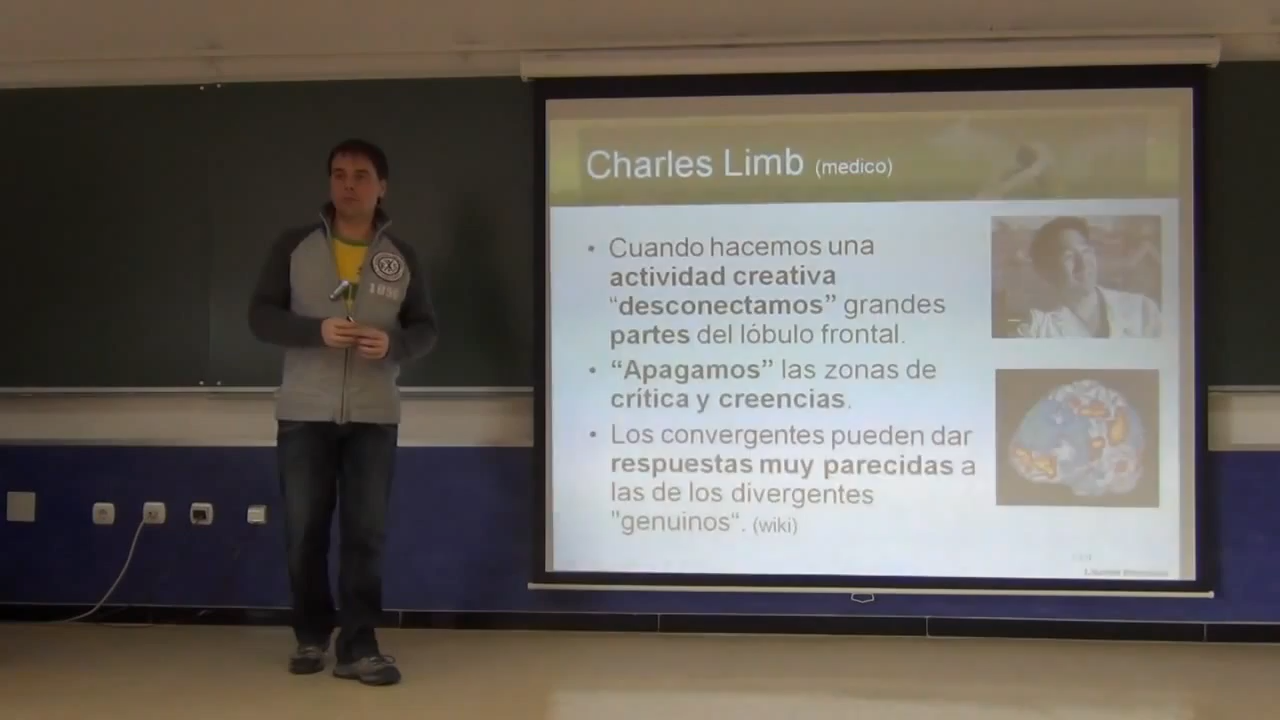 Charles Limb (medico)
• Cuando hacemos una
actividad creativa
“desconectamos” grandes
partes del lóbulo frontal.
• “Apagamos” las zonas de
crítica y creencias.
• Los convergentes pueden dar
respuestas muy parecidas a
las de los divergentes
"genuinos“. (wiki)